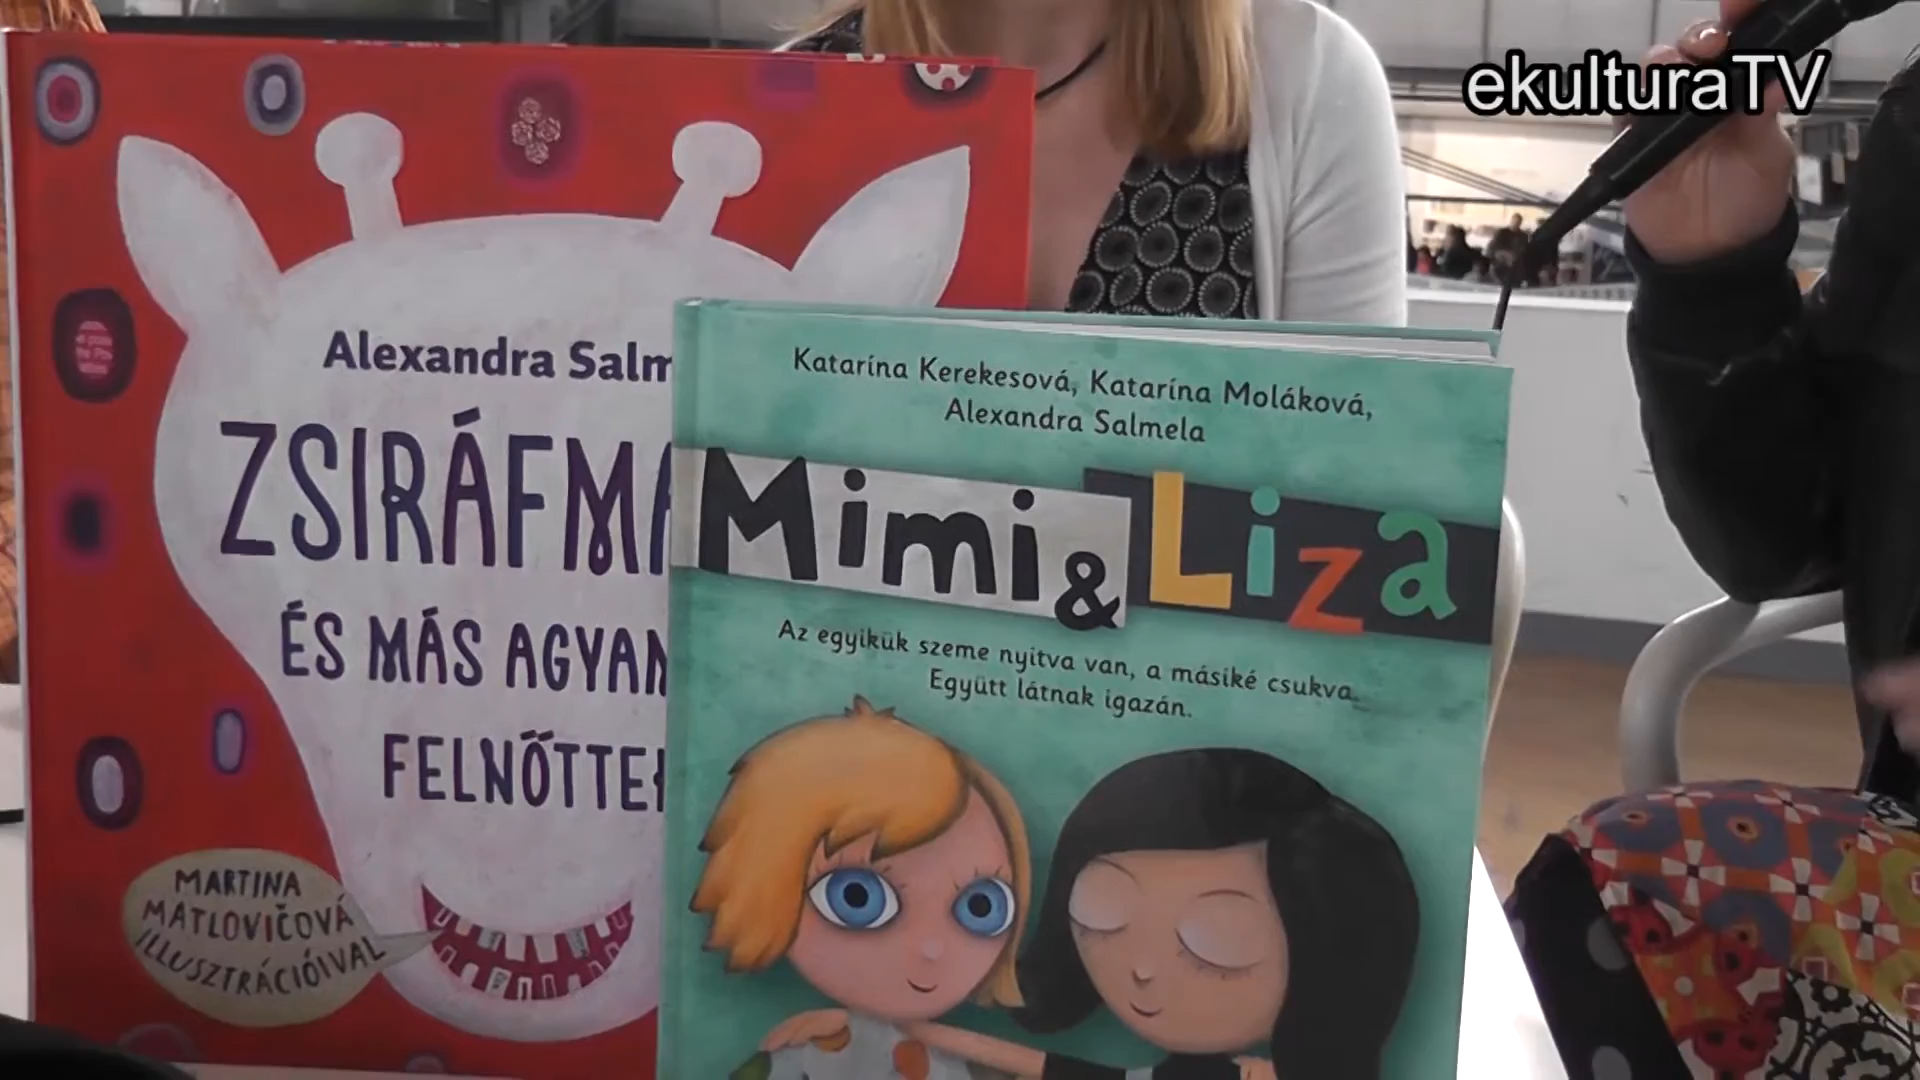 ekulturaTV
Alexandra Salm
ZSIRÁFMA
ÉS MÁS AGYAN
FELNŐTTEK
MARTINA
MATLOVIČOVÁ
ILLUSZTRÁCIÓIVAL
Katarína Kerekesová, Katarína Moláková,
Alexandra Salmela
Mimi & Liza
Az egyikük szeme nyitva van, a másiké csukva.
Együtt látnak igazán.